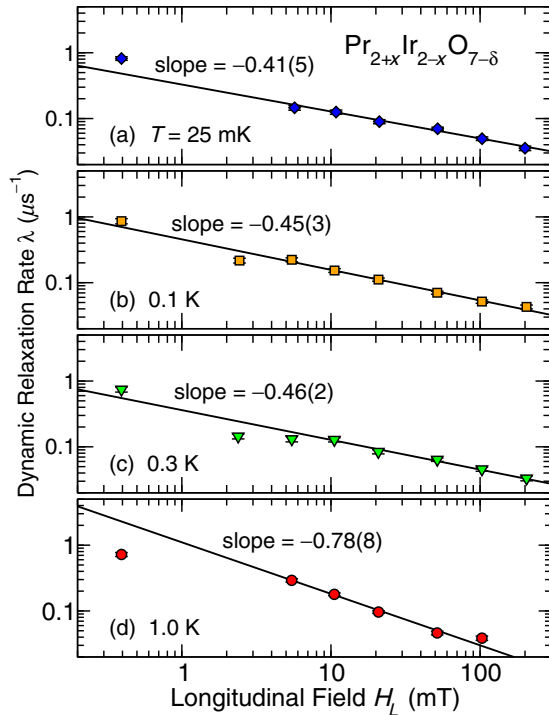 Pr₂₊ₓIr₂₋ₓO₇₋δ
1
slope = −0.41(5)
0.1
(a) T = 25 mK
1
slope = −0.45(3)
0.1
(b) 0.1 K
1
slope = −0.46(2)
0.1
(c) 0.3 K
1
slope = −0.78(8)
0.1
(d) 1.0 K
1 10 100
Longitudinal Field H_L (mT)
Dynamic Relaxation Rate λ (μs⁻¹)